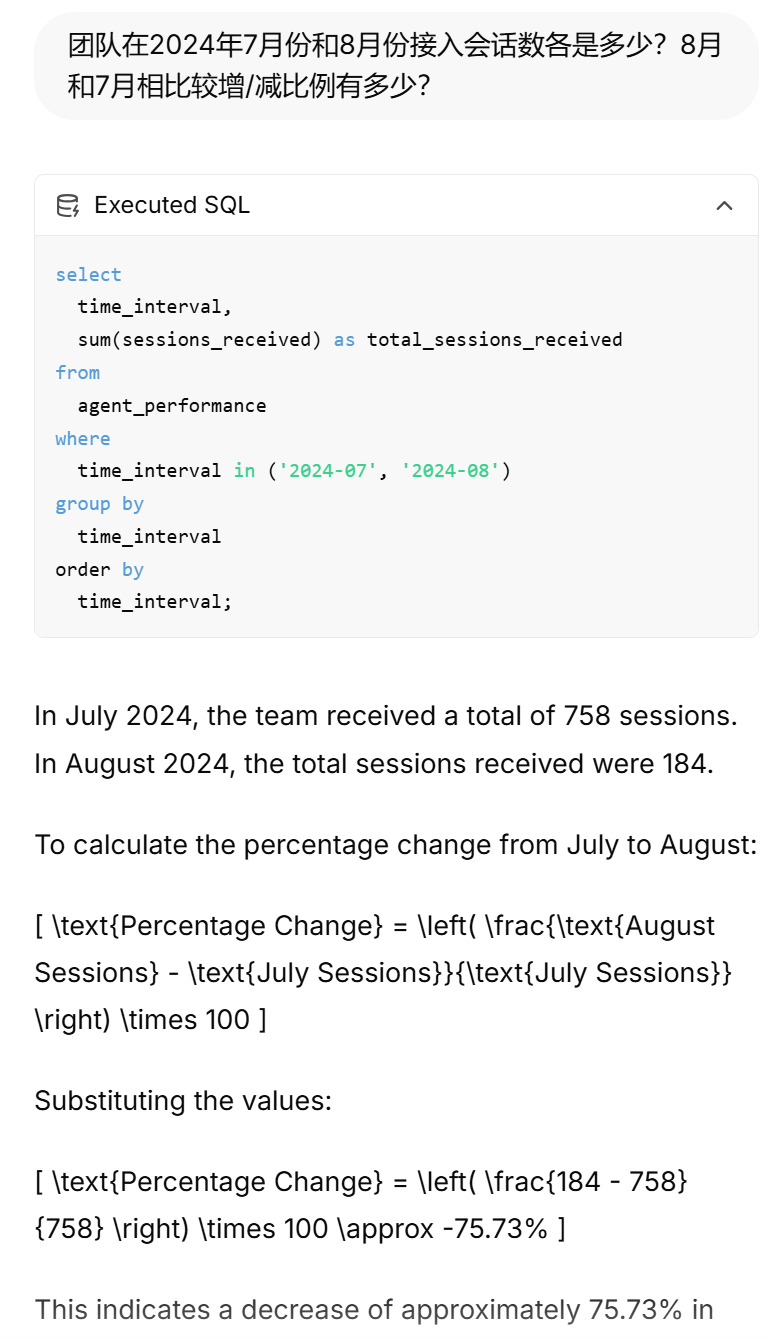 团队在2024年7月份和8月份接入会话数各是多少？8月
和7月相比较增/减比例有多少？
Executed SQL
select
time_interval,
sum(sessions_received) as total_sessions_received
from
agent_performance
where
time_interval in ('2024-07', '2024-08')
group by
time_interval
order by
time_interval;
In July 2024, the team received a total of 758 sessions.
In August 2024, the total sessions received were 184.
To calculate the percentage change from July to August:
[ \text{Percentage Change} = \left( \frac{\text{August
Sessions} - \text{July Sessions}}{\text{July Sessions}}
\right) \times 100 ]
Substituting the values:
[ \text{Percentage Change} = \left( \frac{184 - 758}
{758} \right) \times 100 \approx -75.73% ]
This indicates a decrease of approximately 75.73% in